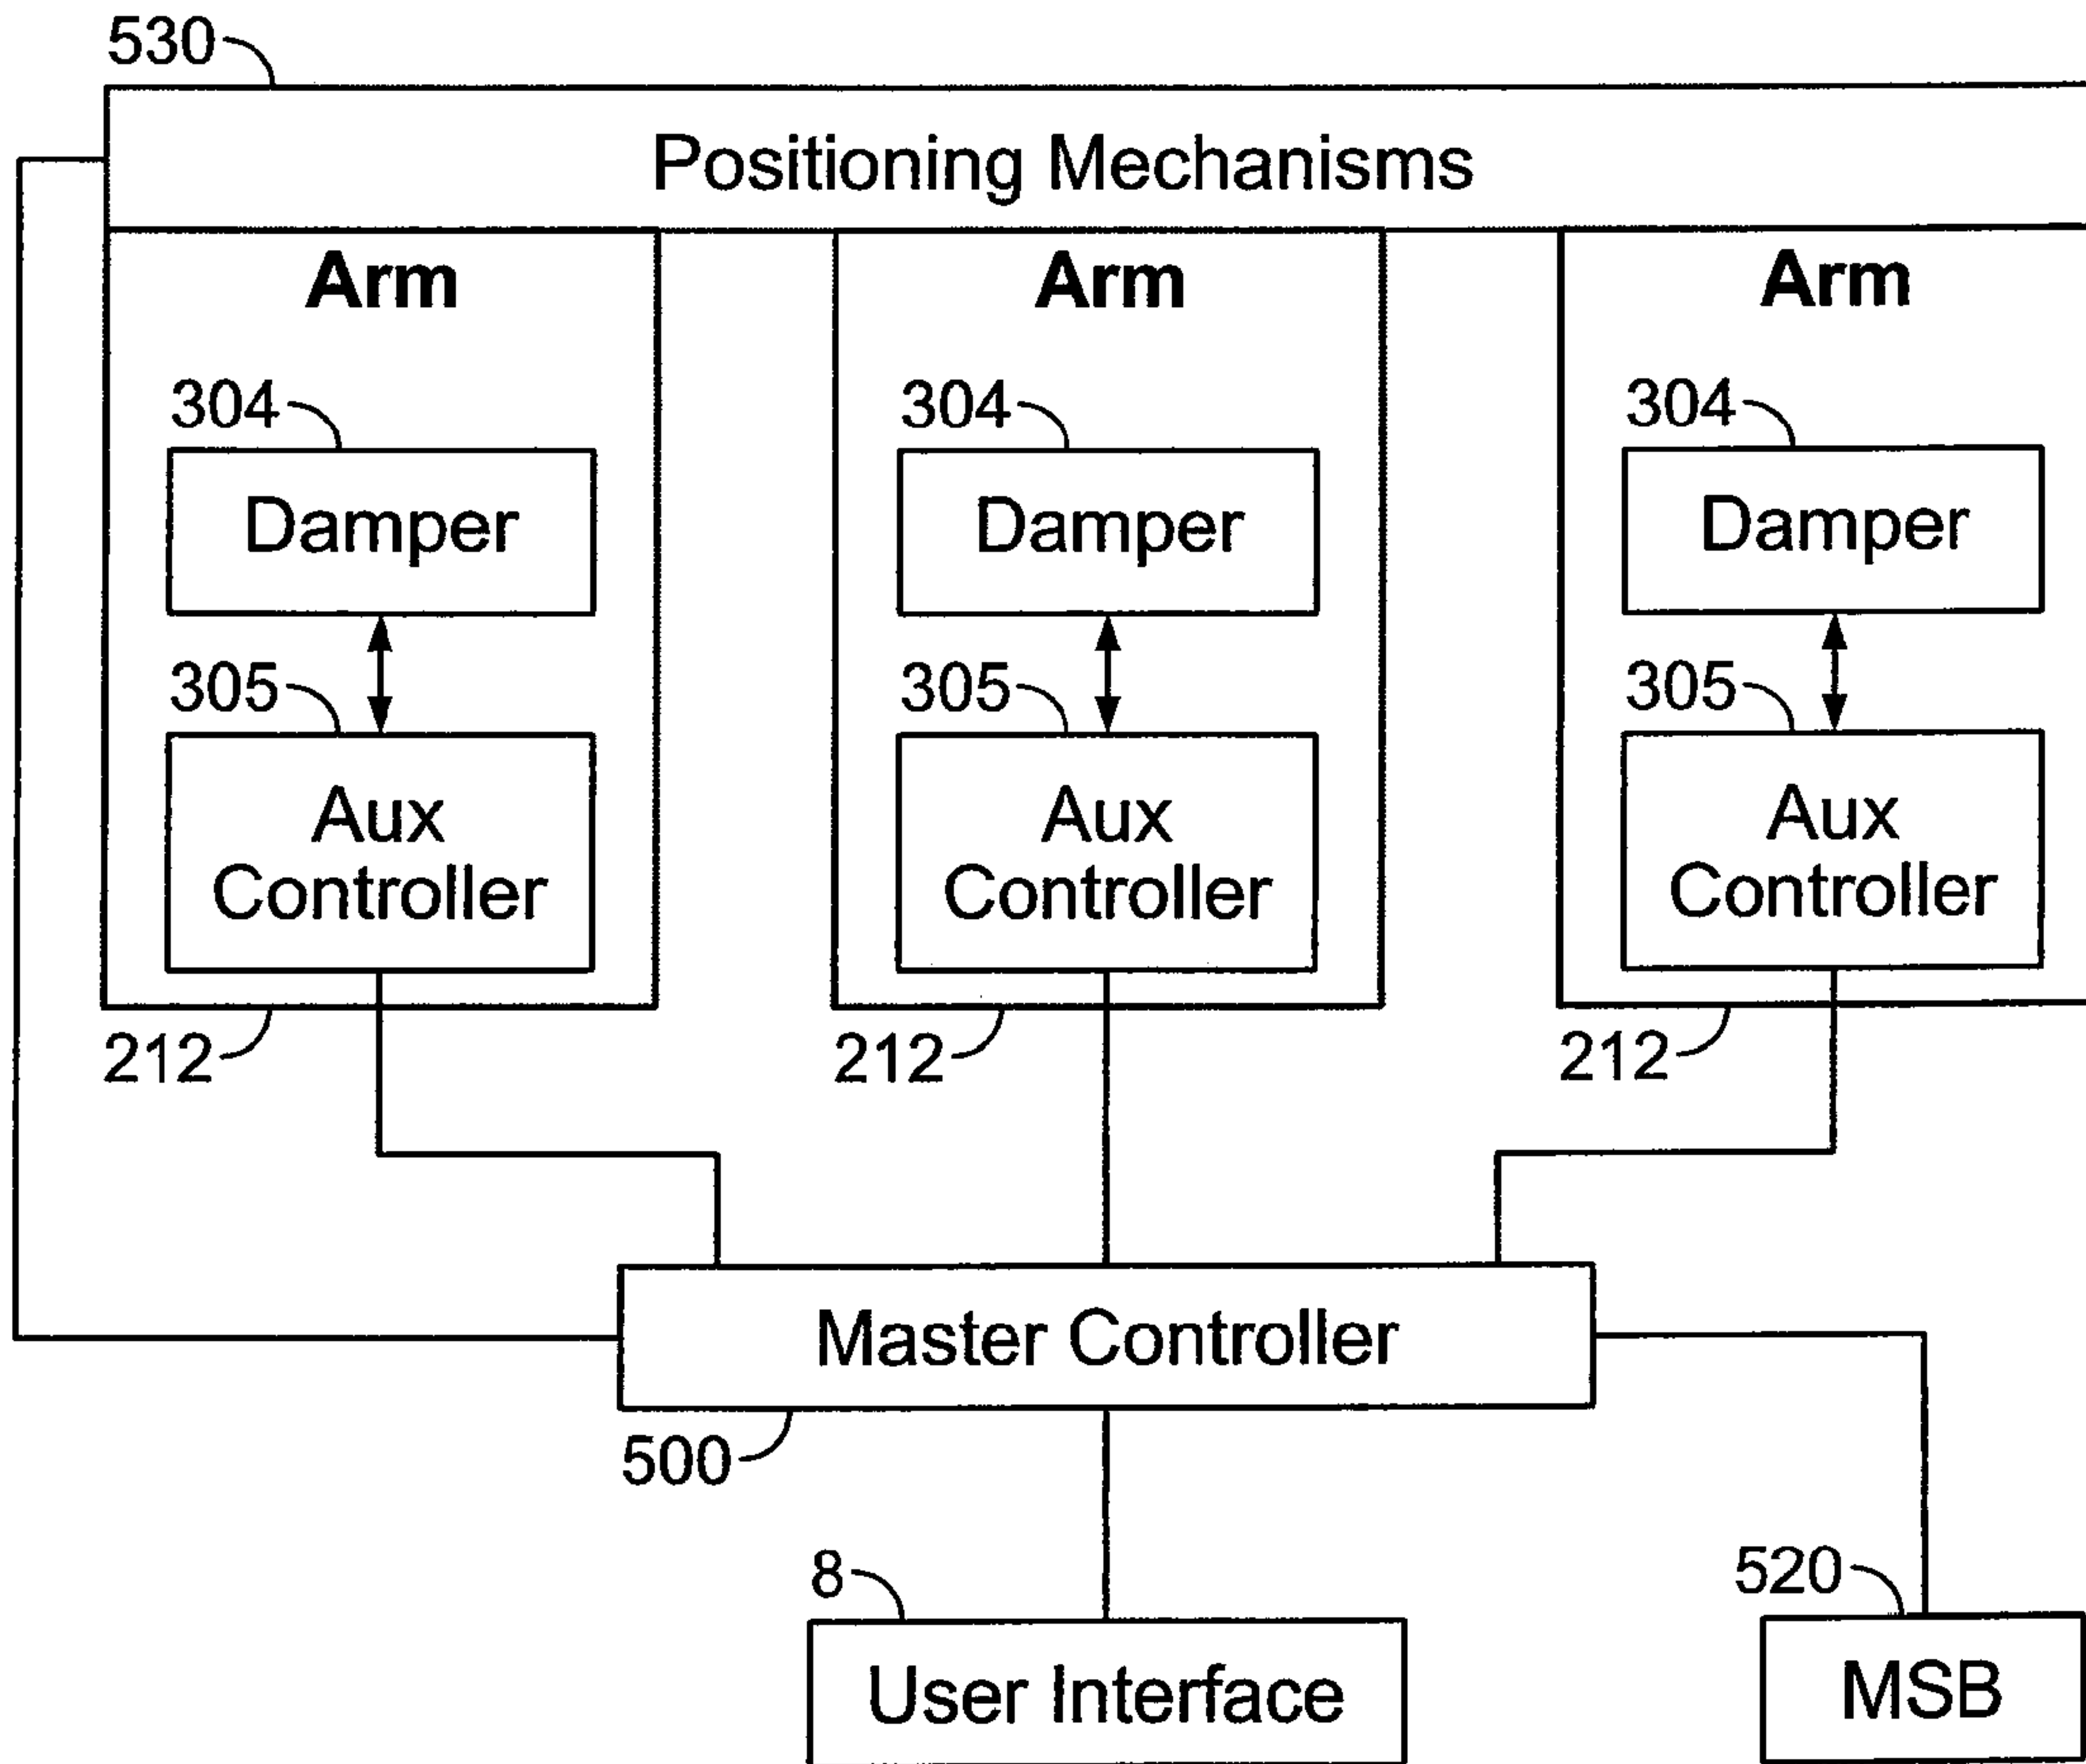 530
Positioning Mechanisms
Arm
Arm
Arm
304
304
304
Damper
Damper
Damper
305
305
305
Aux
Controller
Aux
Controller
Aux
Controller
212
212
212
Master Controller
500
8
520
User Interface
MSB